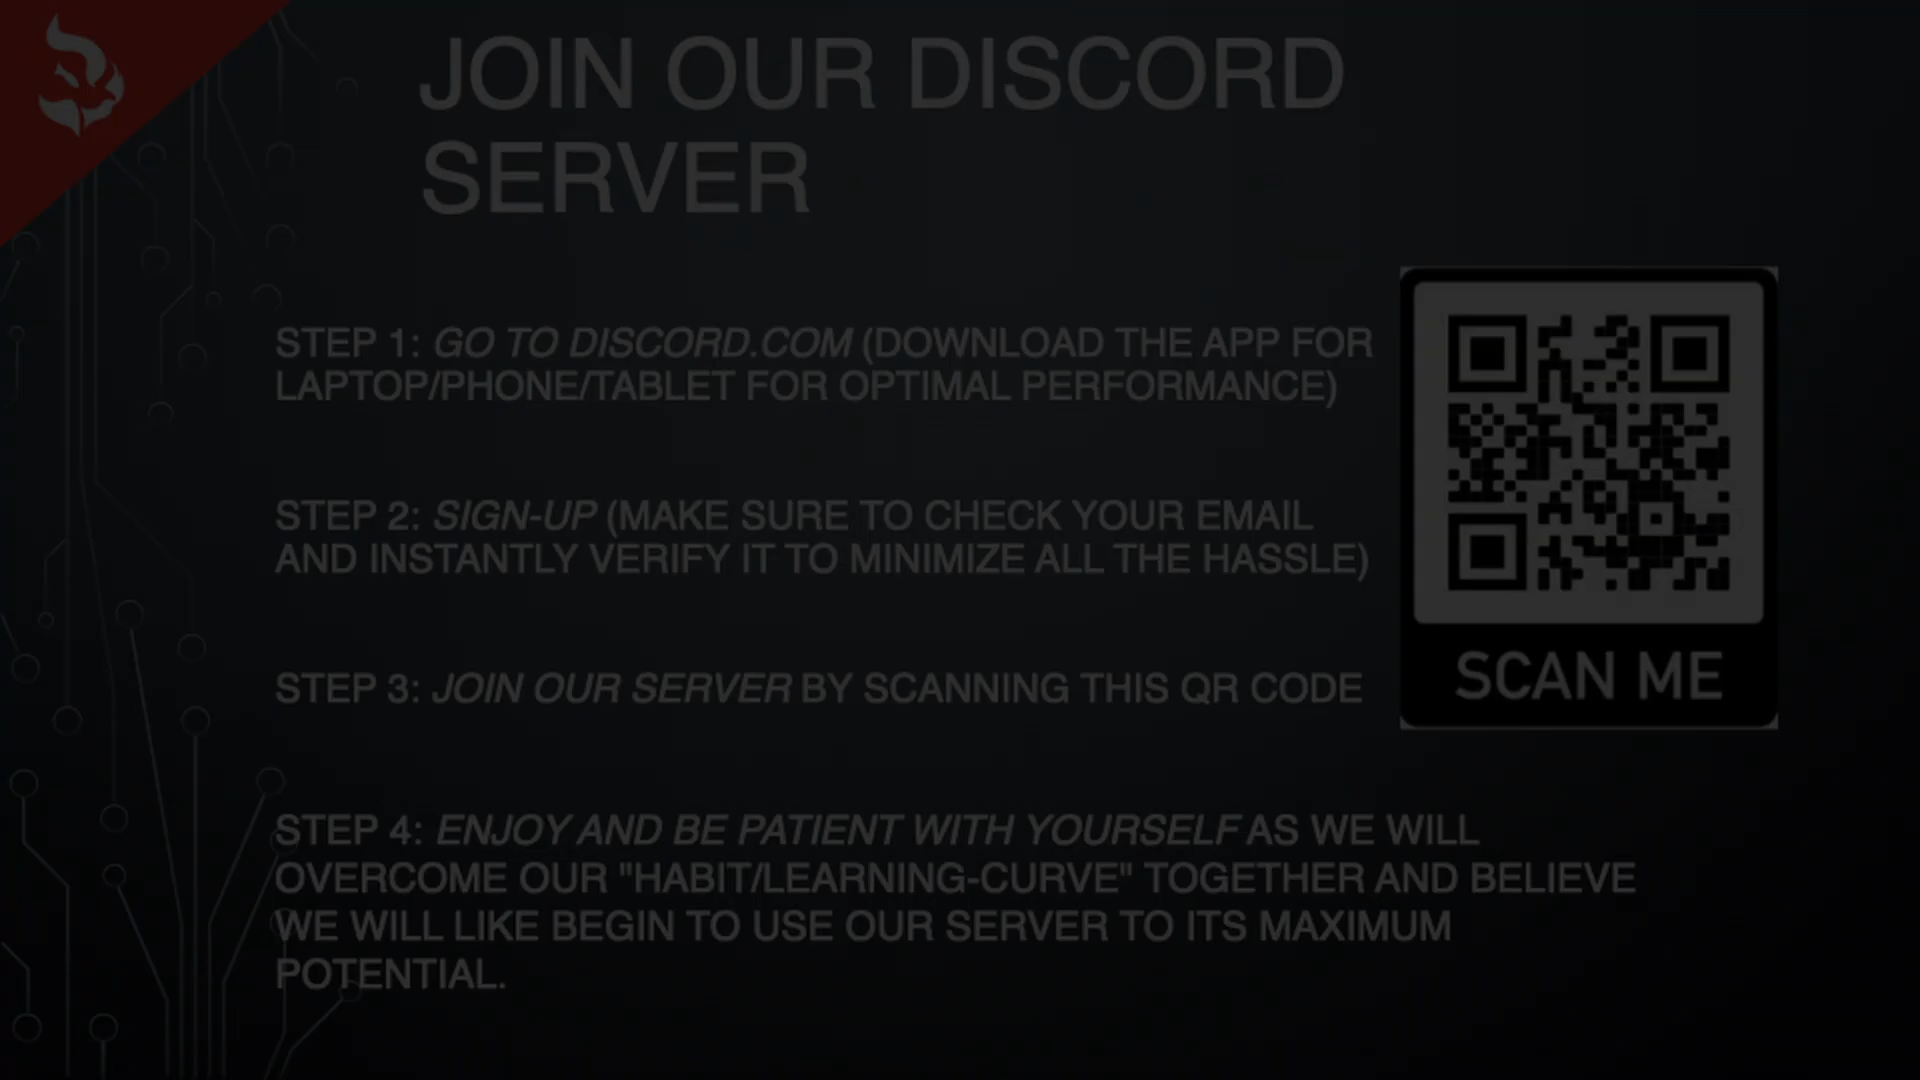 JOIN OUR DISCORD
SERVER
STEP 1: GO TO DISCORD.COM (DOWNLOAD THE APP FOR
LAPTOP/PHONE/TABLET FOR OPTIMAL PERFORMANCE)
STEP 2: SIGN-UP (MAKE SURE TO CHECK YOUR EMAIL
AND INSTANTLY VERIFY IT TO MINIMIZE ALL THE HASSLE)
STEP 3: JOIN OUR SERVER BY SCANNING THIS QR CODE
SCAN ME
STEP 4: ENJOY AND BE PATIENT WITH YOURSELF AS WE WILL
OVERCOME OUR "HABIT/LEARNING-CURVE" TOGETHER AND BELIEVE
WE WILL LIKE BEGIN TO USE OUR SERVER TO ITS MAXIMUM
POTENTIAL.